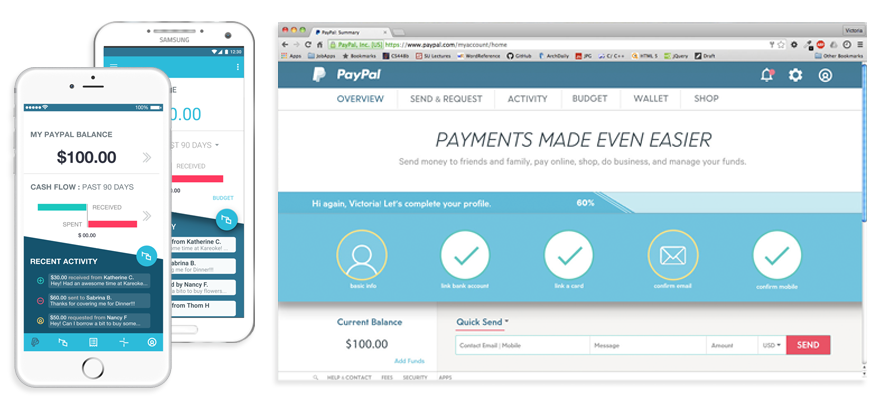 100%
MY PAYPAL BALANCE
$100.00
CASH FLOW : PAST 90 DAYS
RECEIVED
SPENT
$ 00.00
RECENT ACTIVITY
$30.00 received from Katherine C.
Hey! Had an awesome time at Karaoke...
$60.00 sent to Sabrina B.
Thanks for covering me for Dinner!!!
$50.00 requested from Nancy F
Hey! Can I borrow a bit to buy some...
SAMSUNG
12:30
0.00
ST 90 DAYS
RECEIVED
$0.00
BUDGET
from Katherine C.
me time at Kareoke! ...
abrina B.
g me for Dinner!!!
d by Nancy F.
a bito to buy flowers...
from Thom H
PayPal: Summary
Victoria
PayPal, Inc. [US] https://www.paypal.com/myaccount/home
Apps JobApps Bookmarks CS448B SU Lectures WordReference GitHub ArchDaily JPG C/ C++ HTML 5 jQuery Draft Other Bookmarks
PayPal
OVERVIEW SEND & REQUEST ACTIVITY BUDGET WALLET SHOP
PAYMENTS MADE EVEN EASIER
Send money to friends and family, pay online, shop, do business, and manage your funds.
Hi again, Victoria! Let's complete your profile. 60%
basic info link bank account link a card confirm email confirm mobile
Current Balance Quick Send
$100.00 Contact Email | Mobile Message Amount USD SEND
Add Funds
HELP & CONTACT FEES SECURITY APPS